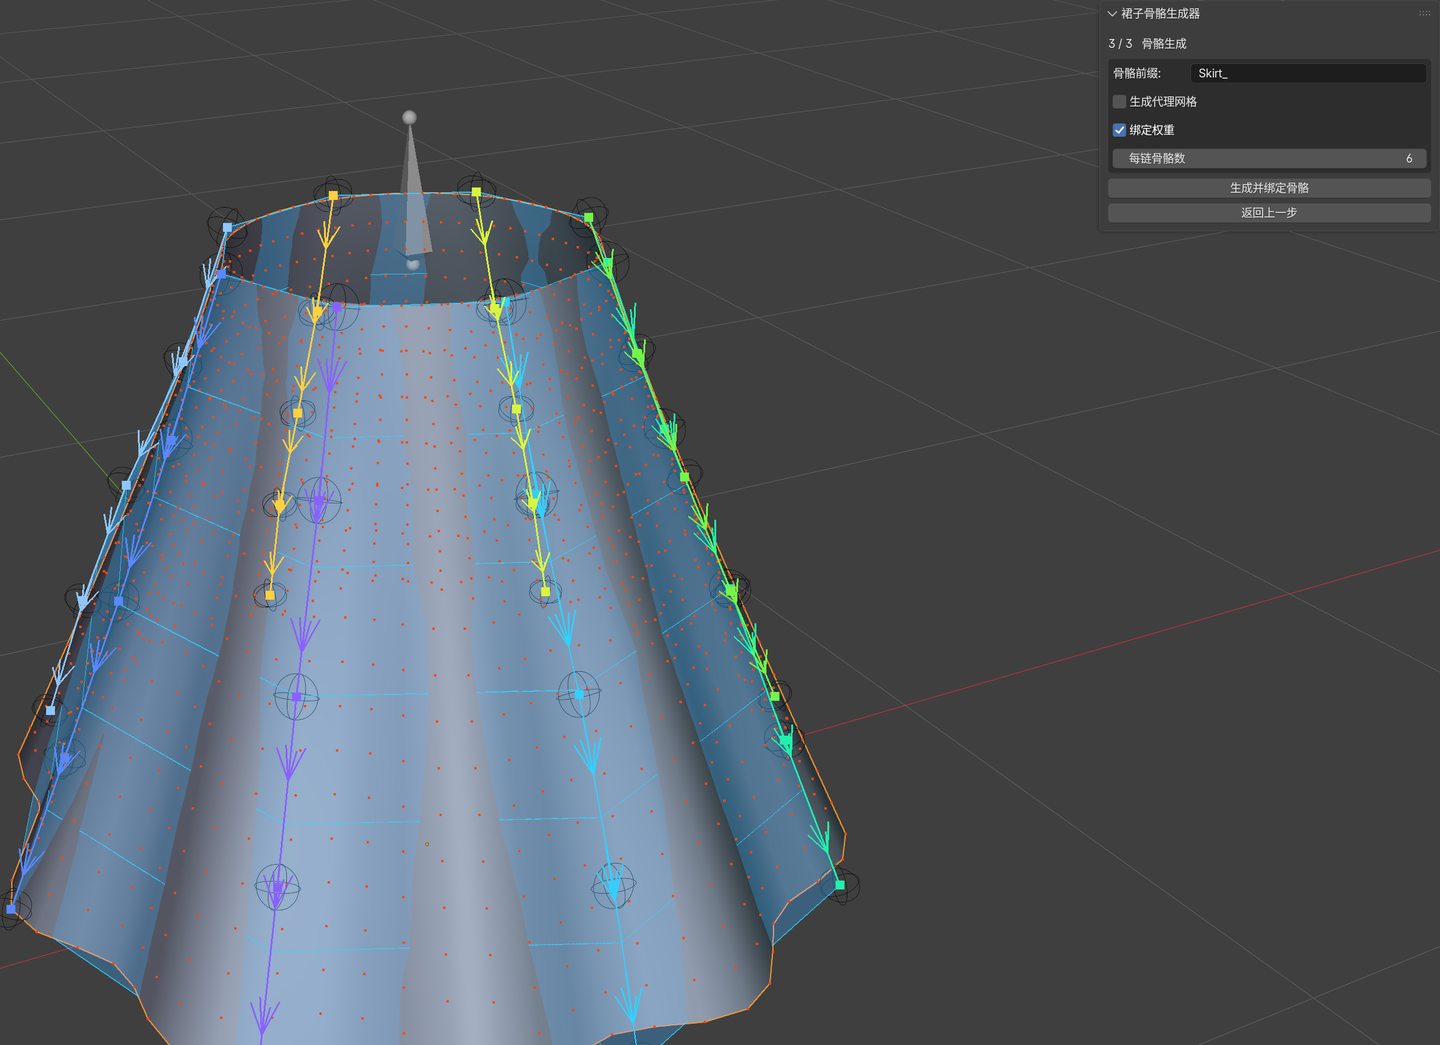 裙子骨骼生成器
3 / 3 骨骼生成
骨骼前缀: Skirt_
生成代理网格
绑定权重
每链骨骼数 6
生成并绑定骨骼
返回上一步